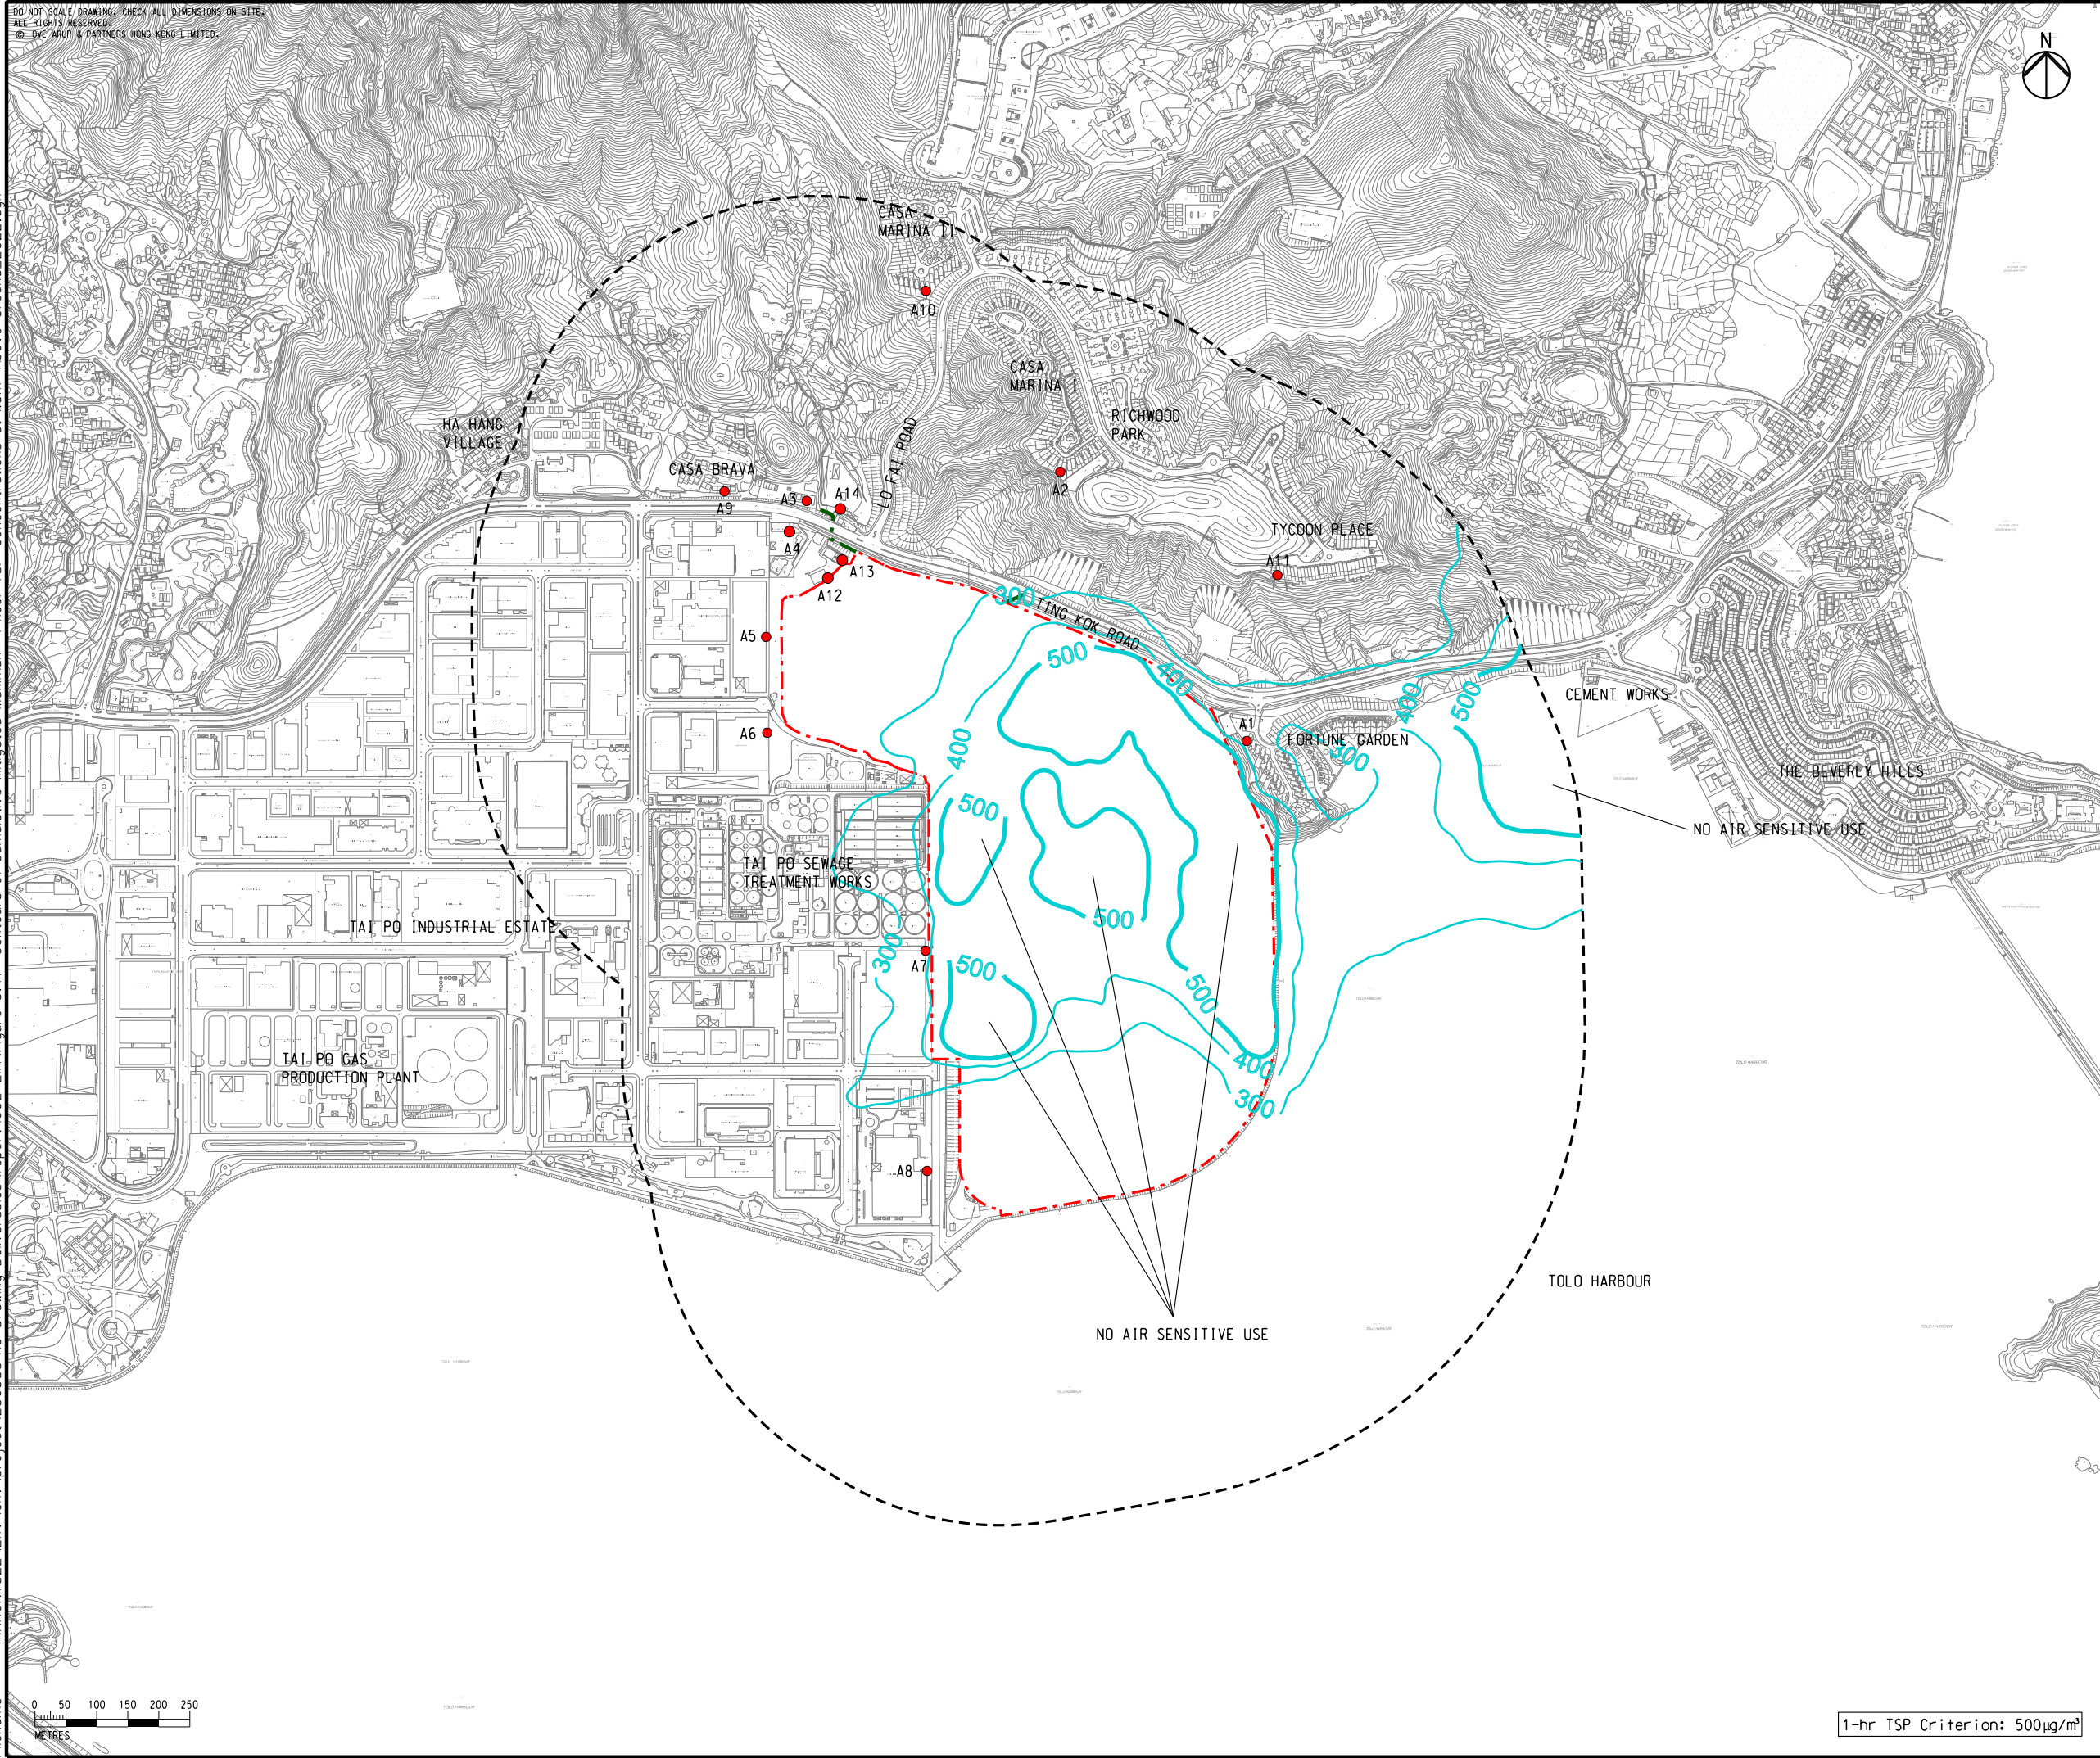 DO NOT SCALE DRAWING. CHECK ALL DIMENSIONS ON SITE.
ALL RIGHTS RESERVED.
© OVE ARUP & PARTNERS HONG KONG LIMITED.
N
CASA
MARINA II
A10
CASA
MARINA I
RICHWOOD
PARK
HA HANG
VILLAGE
LO FAI ROAD
CASA BRAVA
A9
A3
A14
A2
A4
TYCOON PLACE
A13
A11
A12
300
TING KOK ROAD
A5
500
400
400
500
CEMENT WORKS
A6
400
A1
FORTUNE GARDEN
300
THE BEVERLY HILLS
500
NO AIR SENSITIVE USE
TAI PO SEWAGE
TREATMENT WORKS
TAI PO INDUSTRIAL ESTATE
500
300
A7
500
500
TAI PO GAS
PRODUCTION PLANT
400
300
A8
TOLO HARBOUR
NO AIR SENSITIVE USE
0 50 100 150 200 250
METRES
1-hr TSP Criterion: 500µg/m³